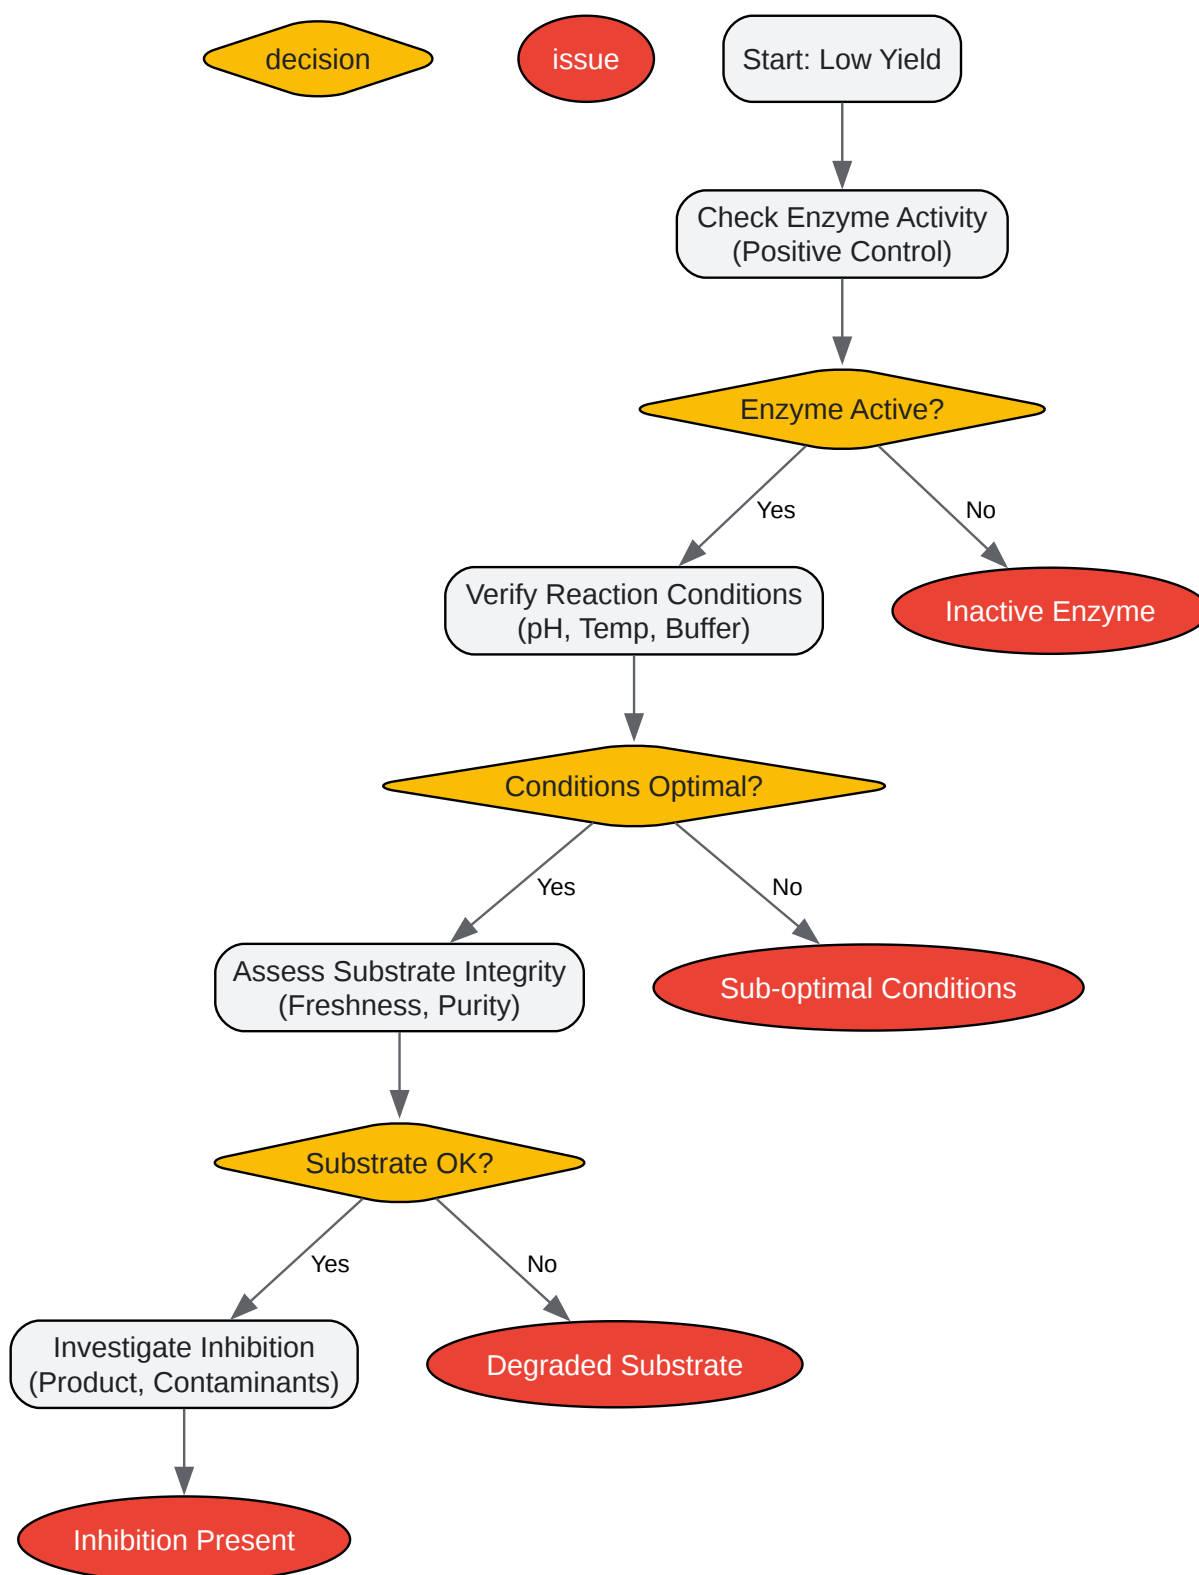 decision
issue
Start: Low Yield
Check Enzyme Activity
(Positive Control)
Enzyme Active?
Yes
No
Verify Reaction Conditions
(pH, Temp, Buffer)
Inactive Enzyme
Conditions Optimal?
Yes
No
Assess Substrate Integrity
(Freshness, Purity)
Sub-optimal Conditions
Substrate OK?
Yes
No
Investigate Inhibition
(Product, Contaminants)
Degraded Substrate
Inhibition Present